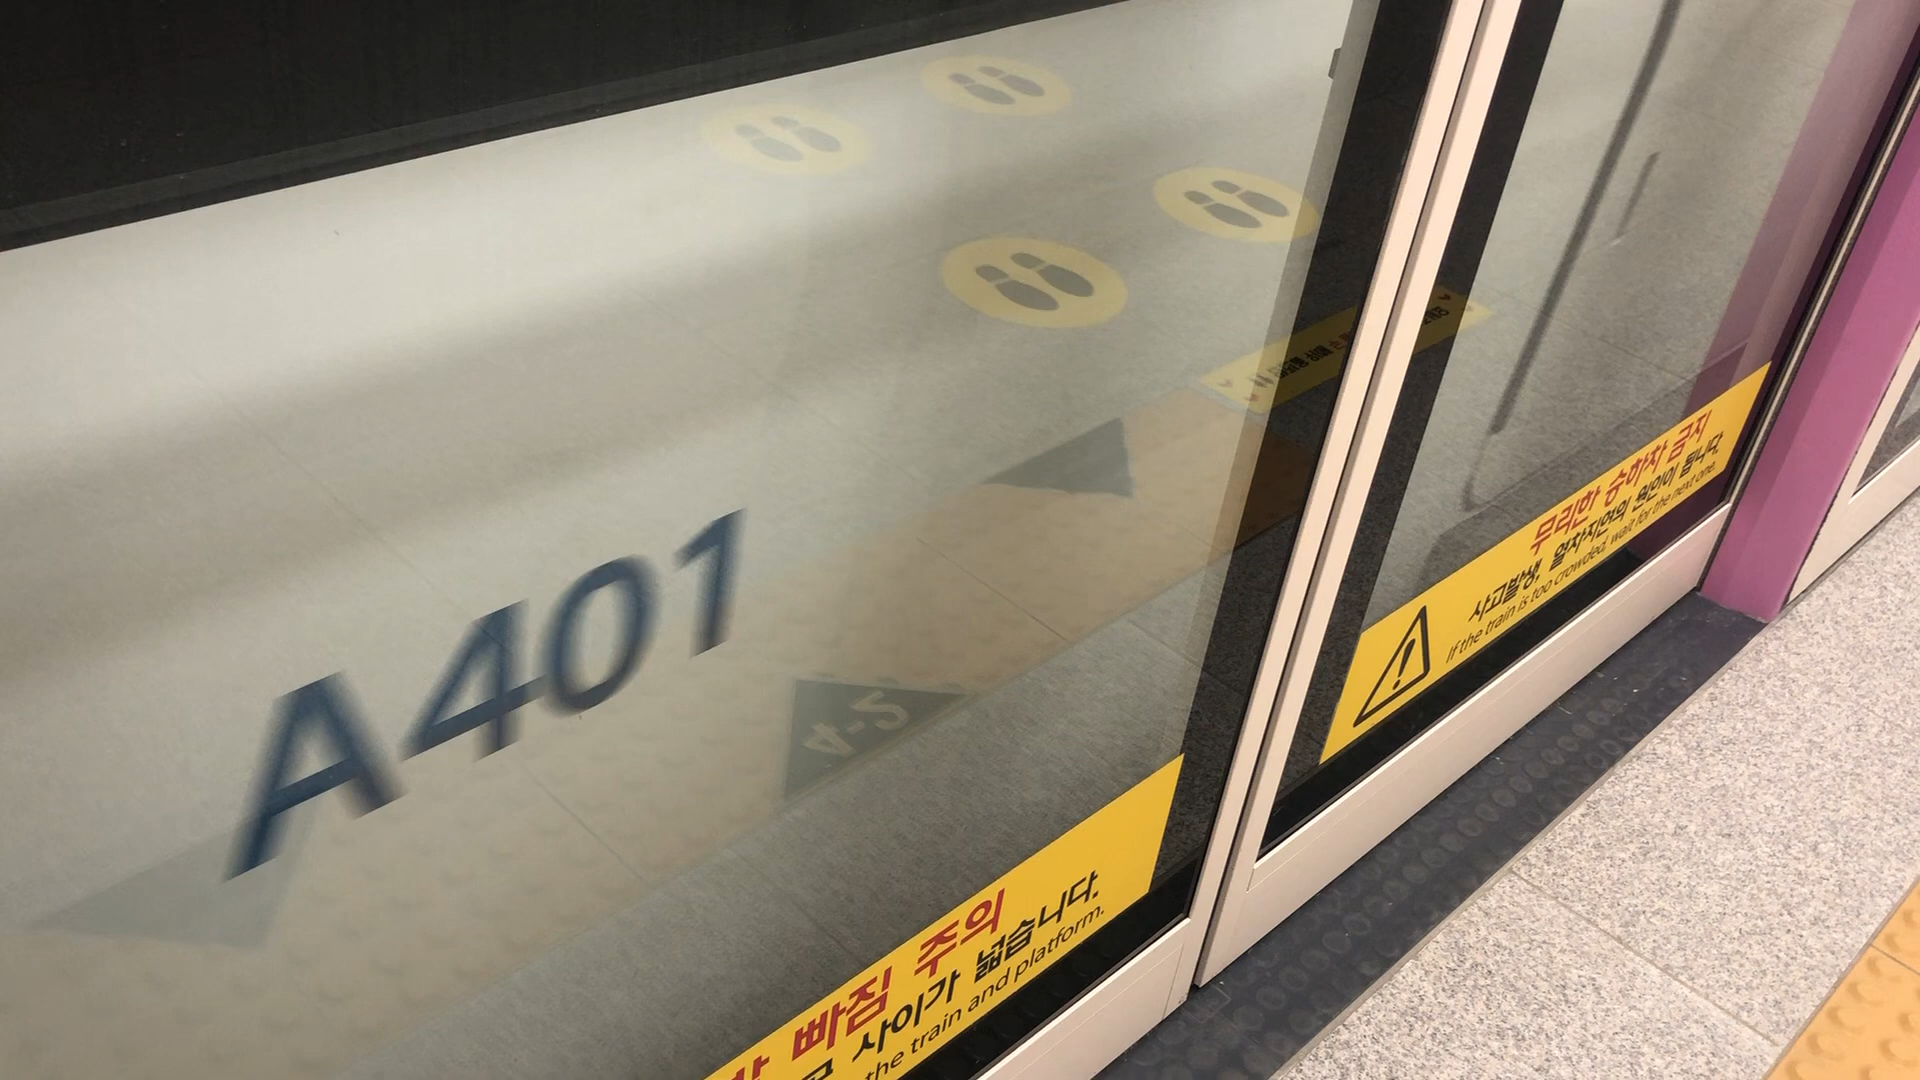 A401
4-5
빠짐 주의
사이가 넓습니다.
the train and platform.
무리한 승하차 금지
사고발생, 열차지연의 원인이 됩니다.
If the train is too crowded, wait for the next one.